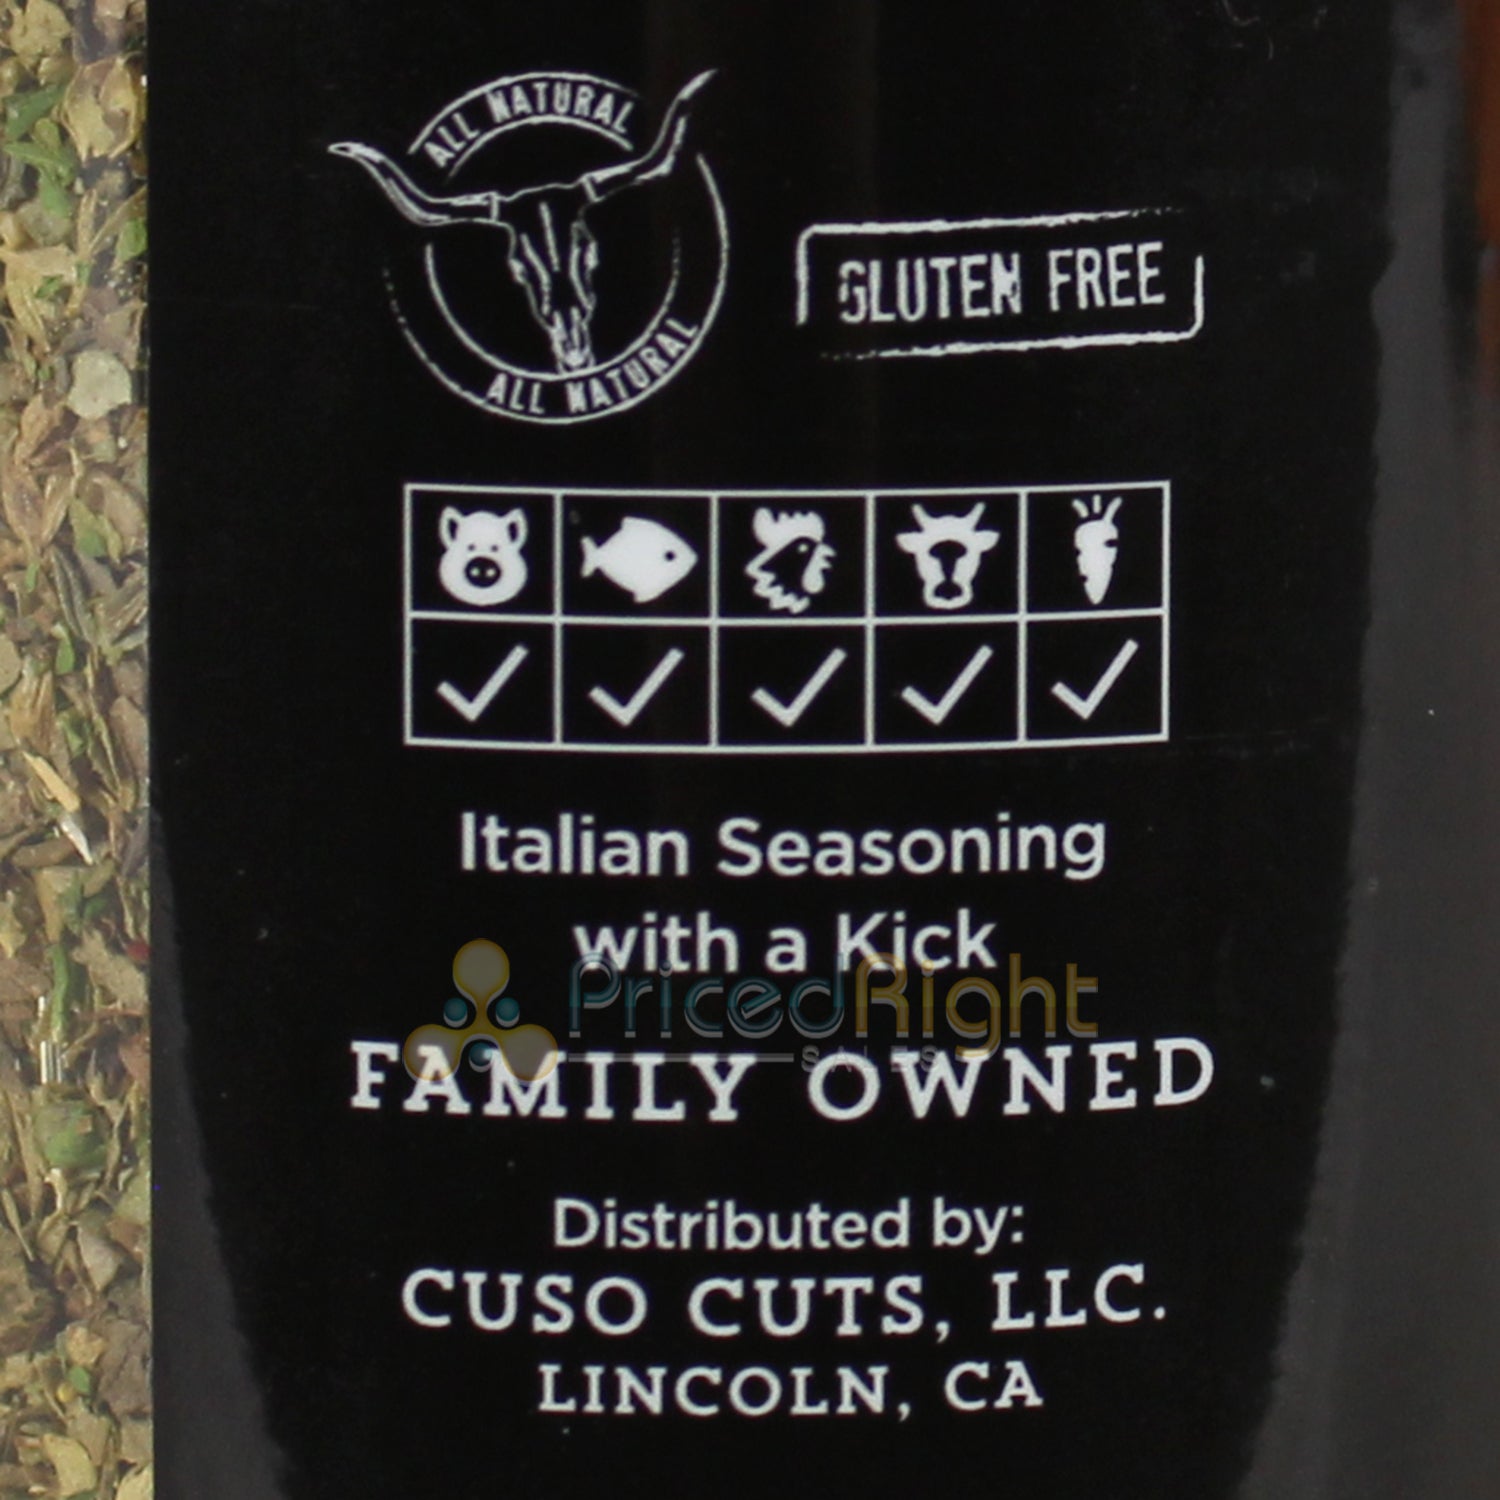 ALL NATURAL
ALL NATURAL
GLUTEN FREE
Italian Seasoning
with a Kick
PricedRight
SALES
FAMILY OWNED
Distributed by:
CUSO CUTS, LLC.
LINCOLN, CA